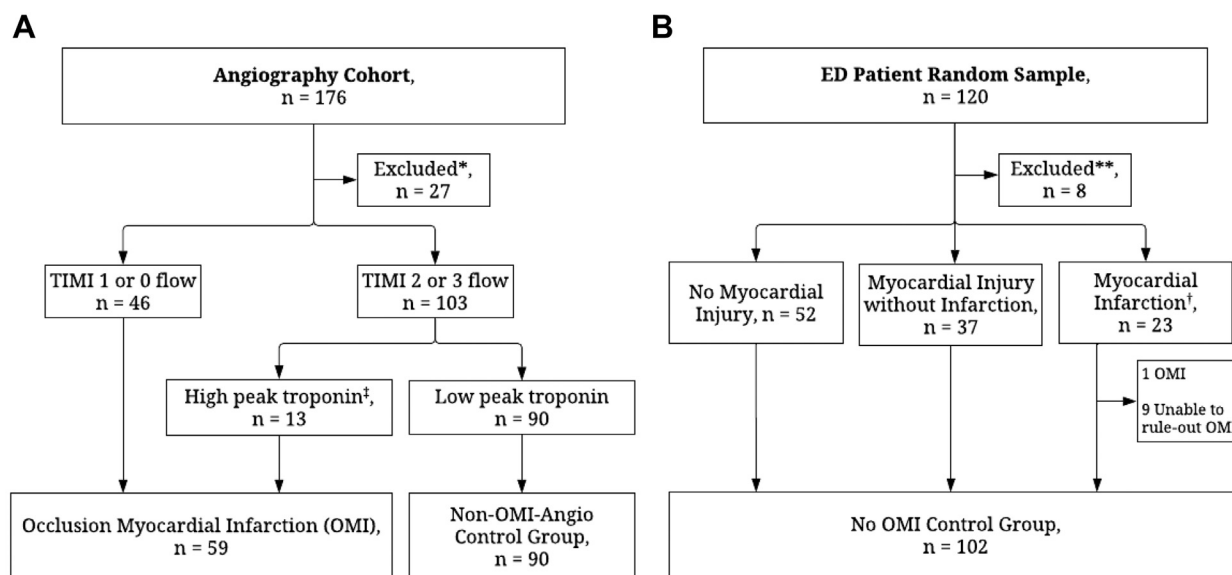 A
Angiography Cohort,
n = 176
Excluded*,
n = 27
TIMI 1 or 0 flow
n = 46
TIMI 2 or 3 flow
n = 103
High peak troponin‡,
n = 13
Low peak troponin
n = 90
Occlusion Myocardial Infarction (OMI),
n = 59
Non-OMI-Angio
Control Group,
n = 90
B
ED Patient Random Sample,
n = 120
Excluded**,
n = 8
No Myocardial
Injury, n = 52
Myocardial Injury
without Infarction,
n = 37
Myocardial
Infarction†,
n = 23
1 OMI
9 Unable to
rule-out OM
No OMI Control Group,
n = 102